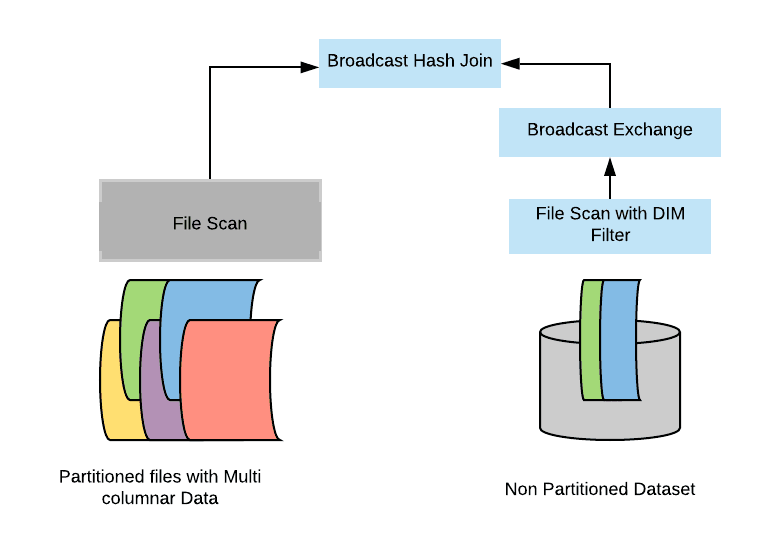 Broadcast Hash Join
Broadcast Exchange
File Scan
File Scan with DIM
Filter
Partitioned files with Multi
columnar Data
Non Partitioned Dataset